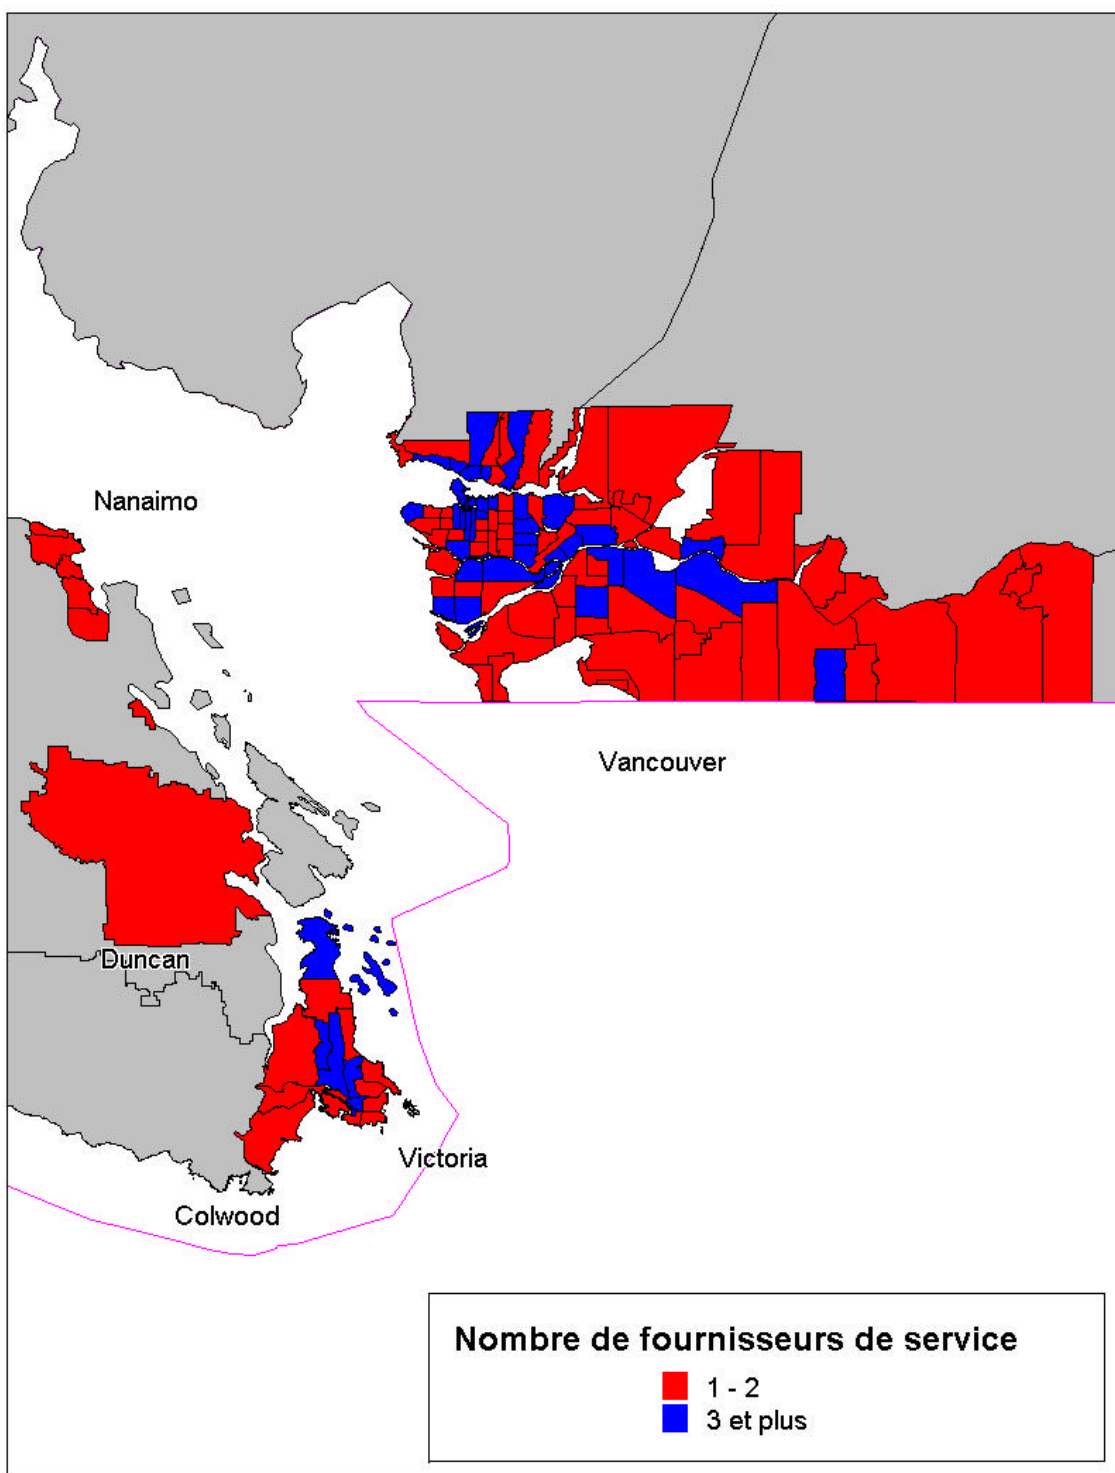 Nanaimo
Vancouver
Duncan
Victoria
Colwood
Nombre de fournisseurs de service
1 - 2
3 et plus